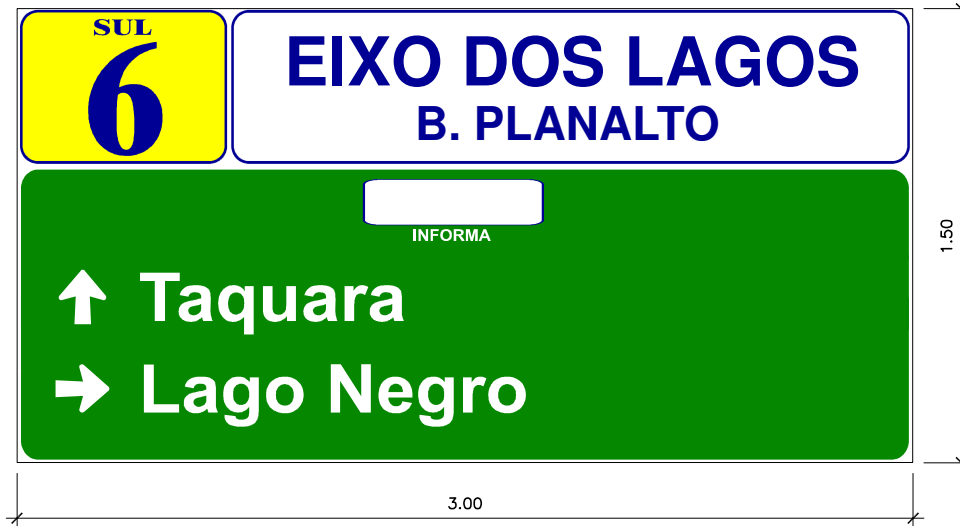 SUL
6
EIXO DOS LAGOS
B. PLANALTO
INFORMA
Taquara
Lago Negro
1.50
3.00